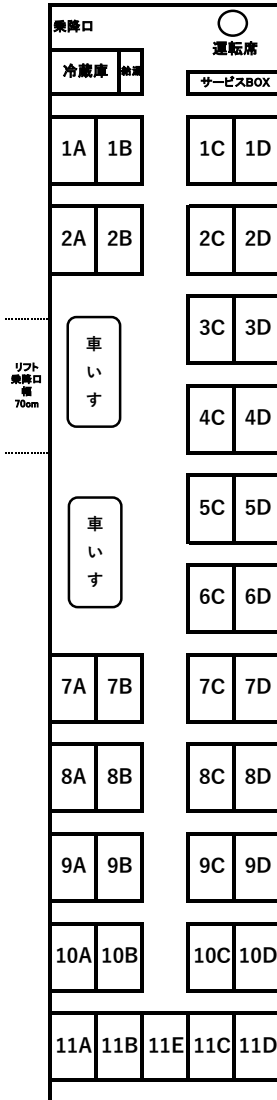 乗降口
運転席
冷蔵庫 給湯
サービスBOX
1A 1B 1C 1D
2A 2B 2C 2D
3C 3D
車いす
リフト
乗降口
幅
70cm
4C 4D
5C 5D
車いす
6C 6D
7A 7B 7C 7D
8A 8B 8C 8D
9A 9B 9C 9D
10A 10B 10C 10D
11A 11B 11E 11C 11D